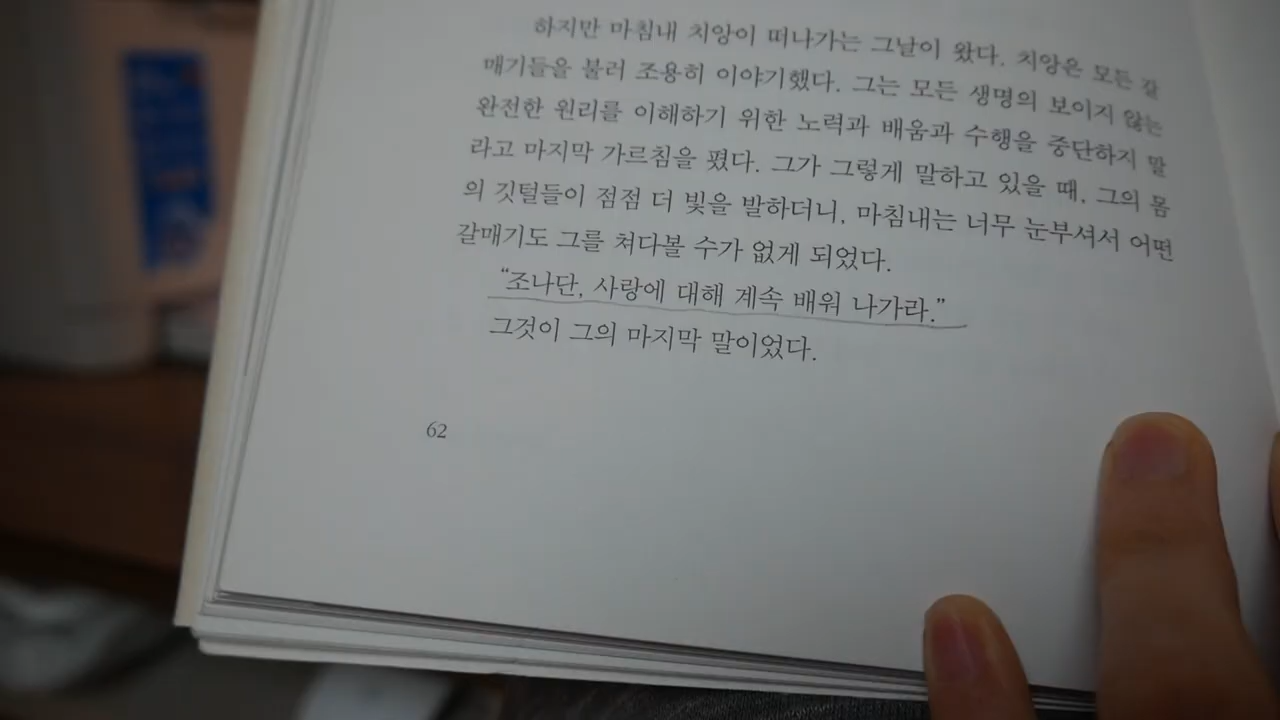 하지만 마침내 치앙이 떠나가는 그날이 왔다. 치앙은 모든 갈
매기들을 불러 조용히 이야기했다. 그는 모든 생명의 보이지 않는
완전한 원리를 이해하기 위한 노력과 배움과 수행을 중단하지 말
라고 마지막 가르침을 폈다. 그가 그렇게 말하고 있을 때, 그의 몸
의 깃털들이 점점 더 빛을 발하더니, 마침내는 너무 눈부셔서 어떤
갈매기도 그를 쳐다볼 수가 없게 되었다.
“조나단, 사랑에 대해 계속 배워 나가라.”
그것이 그의 마지막 말이었다.
62